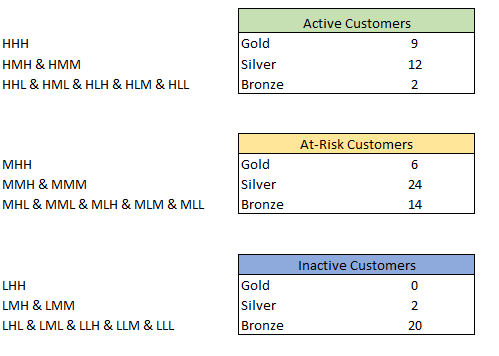 Active Customers
HHH Gold 9
HMH & HMM Silver 12
HHL & HML & HLH & HLM & HLL Bronze 2
At-Risk Customers
MHH Gold 6
MMH & MMM Silver 24
MHL & MML & MLH & MLM & MLL Bronze 14
Inactive Customers
LHH Gold 0
LMH & LMM Silver 2
LHL & LML & LLH & LLM & LLL Bronze 20